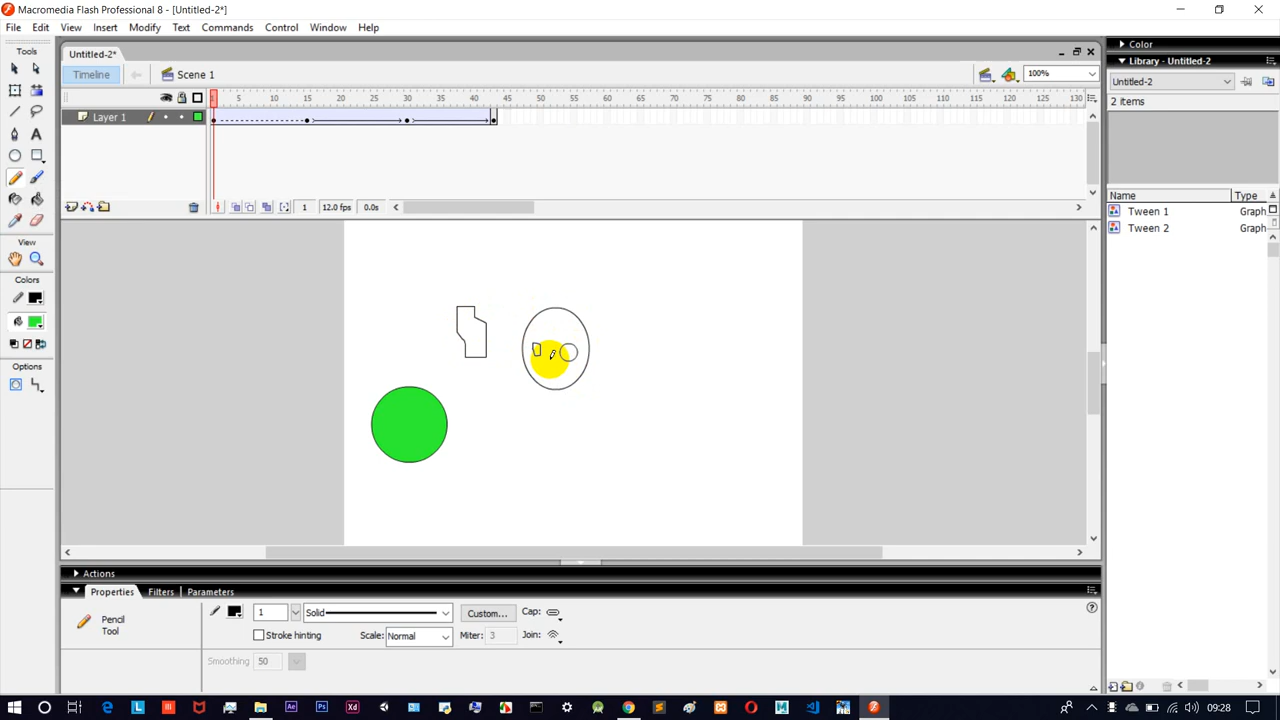 Macromedia Flash Professional 8 - [Untitled-2*]
File Edit View Insert Modify Text Commands Control Window Help
Tools
Untitled-2*
Timeline
Scene 1
100%
5 10 15 20 25 30 35 40 45 50 55 60 65 70 75 80 85 90 95 100 105 110 115 120 125 130
Layer 1
1 12.0 fps 0.0s
View
Colors
Options
Color
Library - Untitled-2
Untitled-2
2 items
Name Type
Tween 1 Graph
Tween 2 Graph
Actions
Properties Filters Parameters
Pencil
Tool
1 Solid Custom... Cap:
Stroke hinting Scale: Normal Miter: 3 Join:
Smoothing 50
09:28